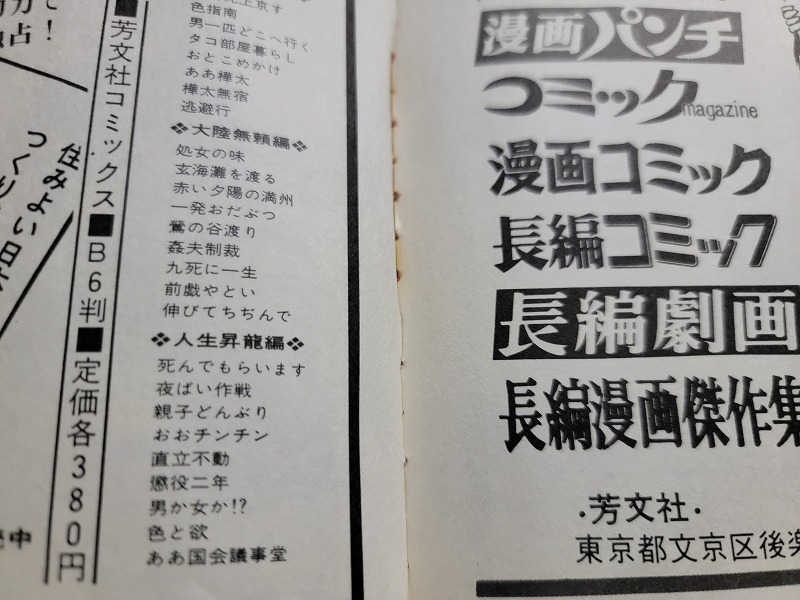 住みよい
芳文社コミックス■B6判■定価各380円
色指南
男一匹どこへ行く
タコ部屋暮らし
おとこめかけ
ああ樺太
樺太無宿
逃避行
❖大陸無頼編❖
処女の味
玄海灘を渡る
赤い夕陽の満州
一発おだぶつ
鶯の谷渡り
姦夫制裁
九死に一生
前戯やとい
伸びてちぢんで
❖人生昇龍編❖
死んでもらいます
夜ばい作戦
親子どんぶり
おおチンチン
直立不動
懲役二年
男か女か!?
色と欲
ああ国会議事堂
漫画パンチ
コミックmagazine
漫画コミック
長編コミック
長編劇画
長編漫画傑作集
・芳文社・
東京都文京区後楽